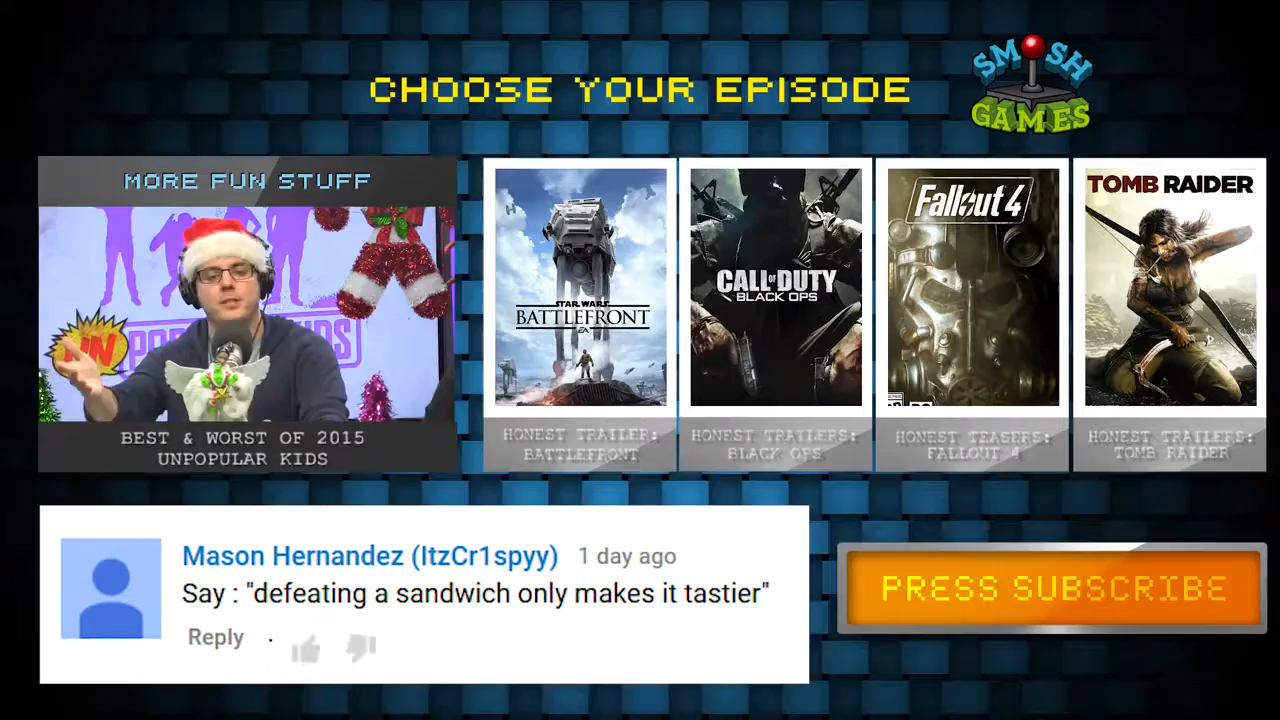 CHOOSE YOUR EPISODE
SMOSH
GAMES
MORE FUN STUFF
BEST & WORST OF 2015
UNPOPULAR KIDS
STAR WARS
BATTLEFRONT
EA
HONEST TRAILER:
BATTLEFRONT
CALL OF DUTY
BLACK OPS
HONEST TRAILERS:
BLACK OPS
Fallout 4
HONEST TEASERS:
FALLOUT 4
TOMB RAIDER
HONEST TRAILERS:
TOMB RAIDER
Mason Hernandez (ItzCr1spyy) 1 day ago
Say : "defeating a sandwich only makes it tastier"
Reply
PRESS SUBSCRIBE